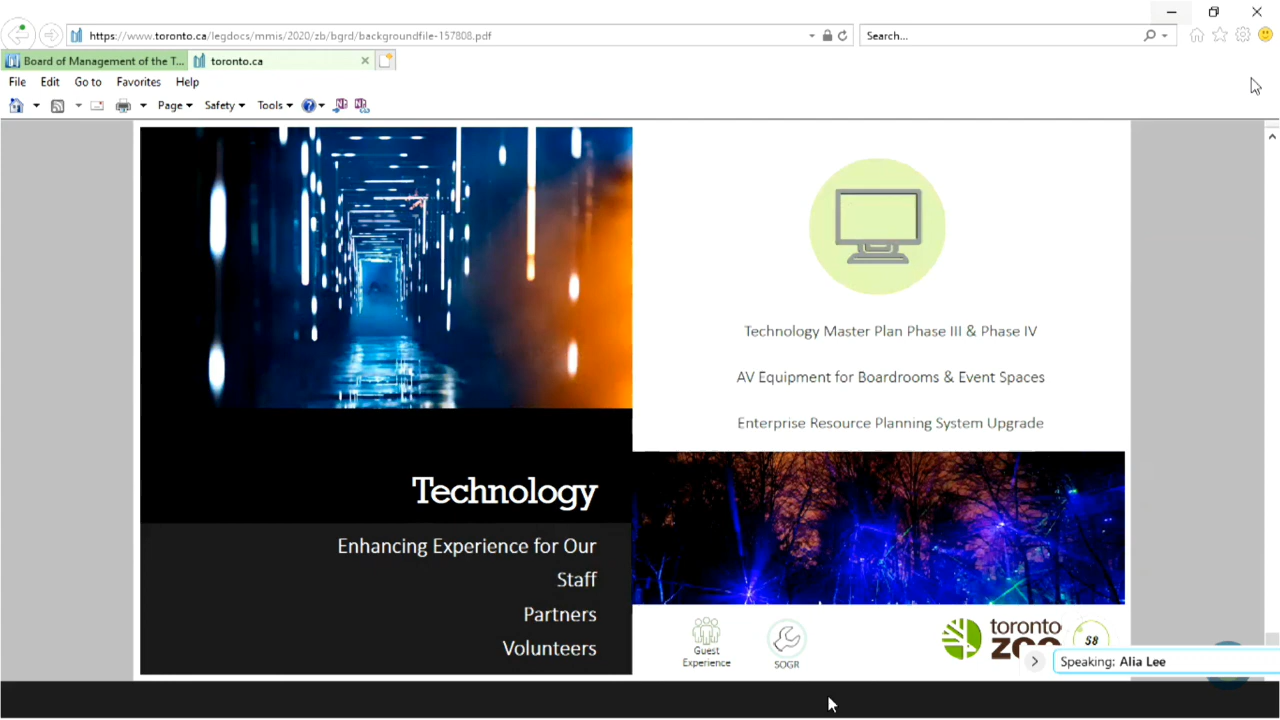 https://www.toronto.ca/legdocs/mmis/2020/zb/bgrd/backgroundfile-157808.pdf
Search...
Board of Management of the T...
toronto.ca
File Edit Go to Favorites Help
Page Safety Tools
Technology Master Plan Phase III & Phase IV
AV Equipment for Boardrooms & Event Spaces
Enterprise Resource Planning System Upgrade
Technology
Enhancing Experience for Our
Staff
Partners
Volunteers
Guest
Experience
SOGR
toronto
58
Speaking: Alia Lee